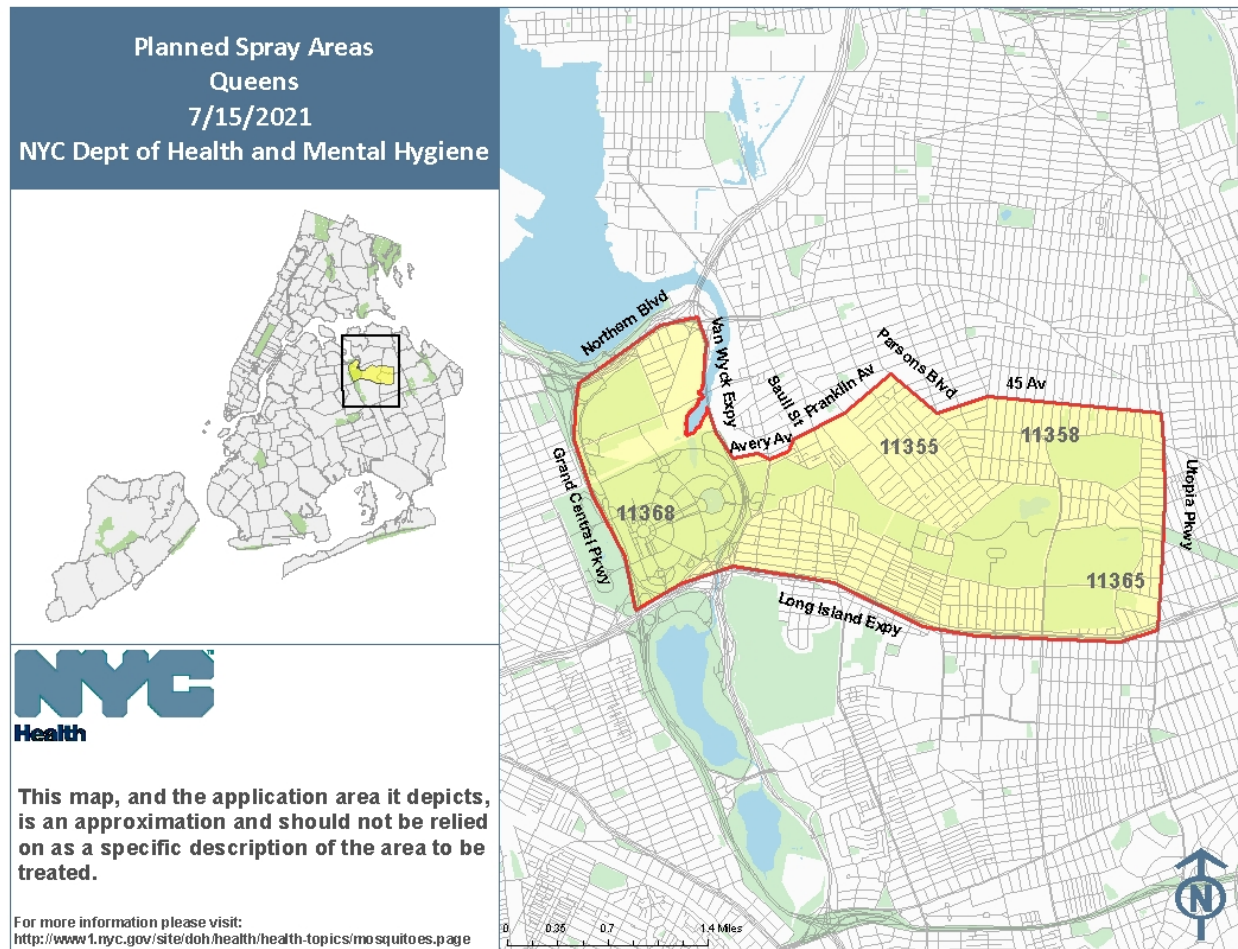 Planned Spray Areas
Queens
7/15/2021
NYC Dept of Health and Mental Hygiene
NYC
Health
This map, and the application area it depicts,
is an approximation and should not be relied
on as a specific description of the area to be
treated.
For more information please visit:
http://www1.nyc.gov/site/doh/health/health-topics/mosquitoes.page
Northern Blvd
Van Wyck Expy
Saull St
Franklin Av
Parsons Blvd
45 Av
Avery Av
11355
11358
Grand Central Pkwy
11368
Utopia Pkwy
11365
Long Island Expy
0 0.35 0.7 1.4 Miles
N